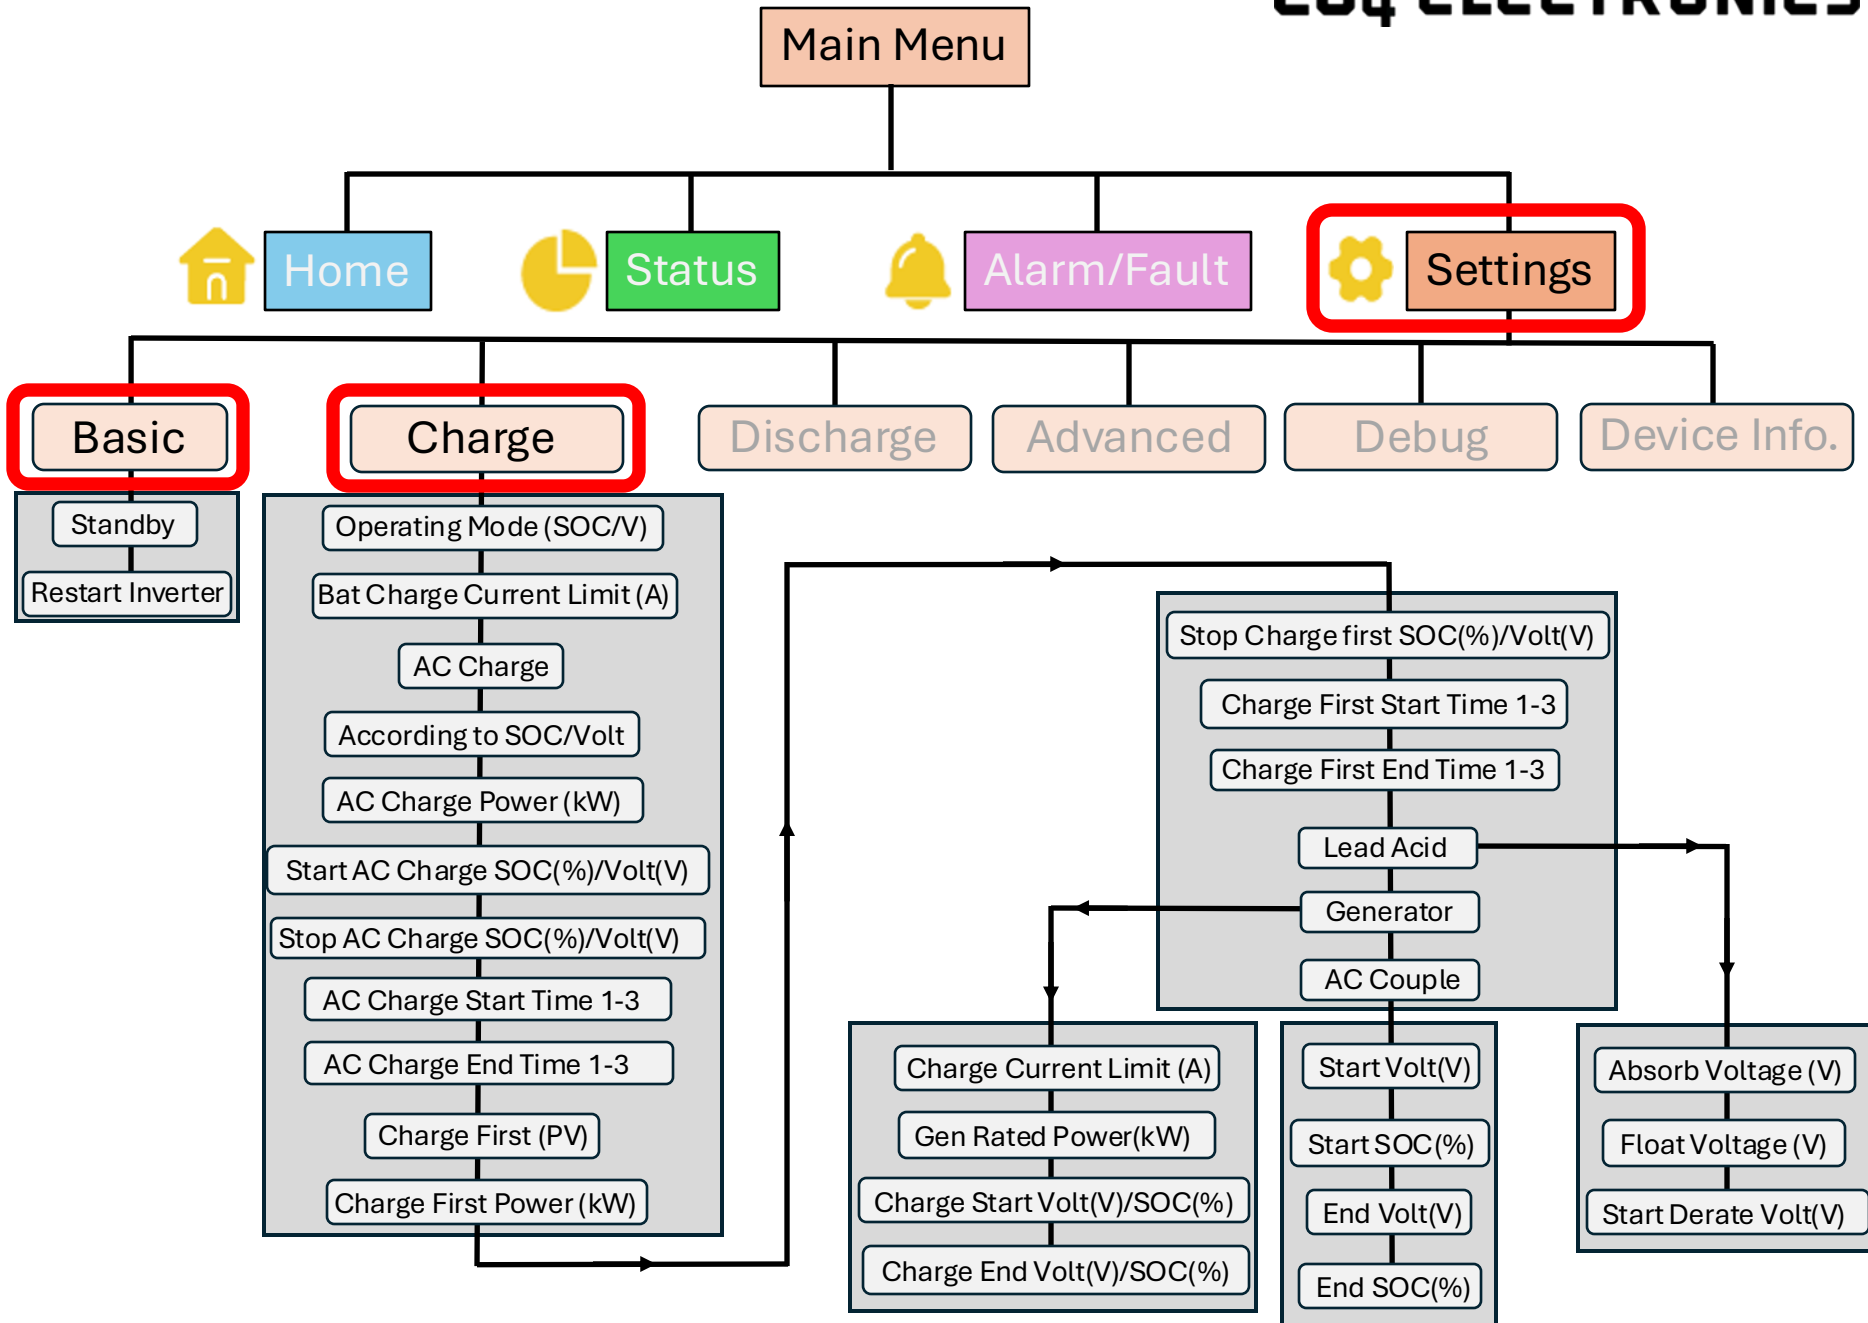 ELECTRONICS
Main Menu
Home
Status
Alarm/Fault
Settings
Basic
Charge
Discharge
Advanced
Debug
Device Info.
Standby
Restart Inverter
Operating Mode (SOC/V)
Bat Charge Current Limit (A)
AC Charge
According to SOC/Volt
AC Charge Power (kW)
Start AC Charge SOC(%)/Volt(V)
Stop AC Charge SOC(%)/Volt(V)
AC Charge Start Time 1-3
AC Charge End Time 1-3
Charge First (PV)
Charge First Power (kW)
Stop Charge first SOC(%)/Volt(V)
Charge First Start Time 1-3
Charge First End Time 1-3
Lead Acid
Generator
AC Couple
Charge Current Limit (A)
Gen Rated Power(kW)
Charge Start Volt(V)/SOC(%)
Charge End Volt(V)/SOC(%)
Start Volt(V)
Start SOC(%)
End Volt(V)
End SOC(%)
Absorb Voltage (V)
Float Voltage (V)
Start Derate Volt(V)